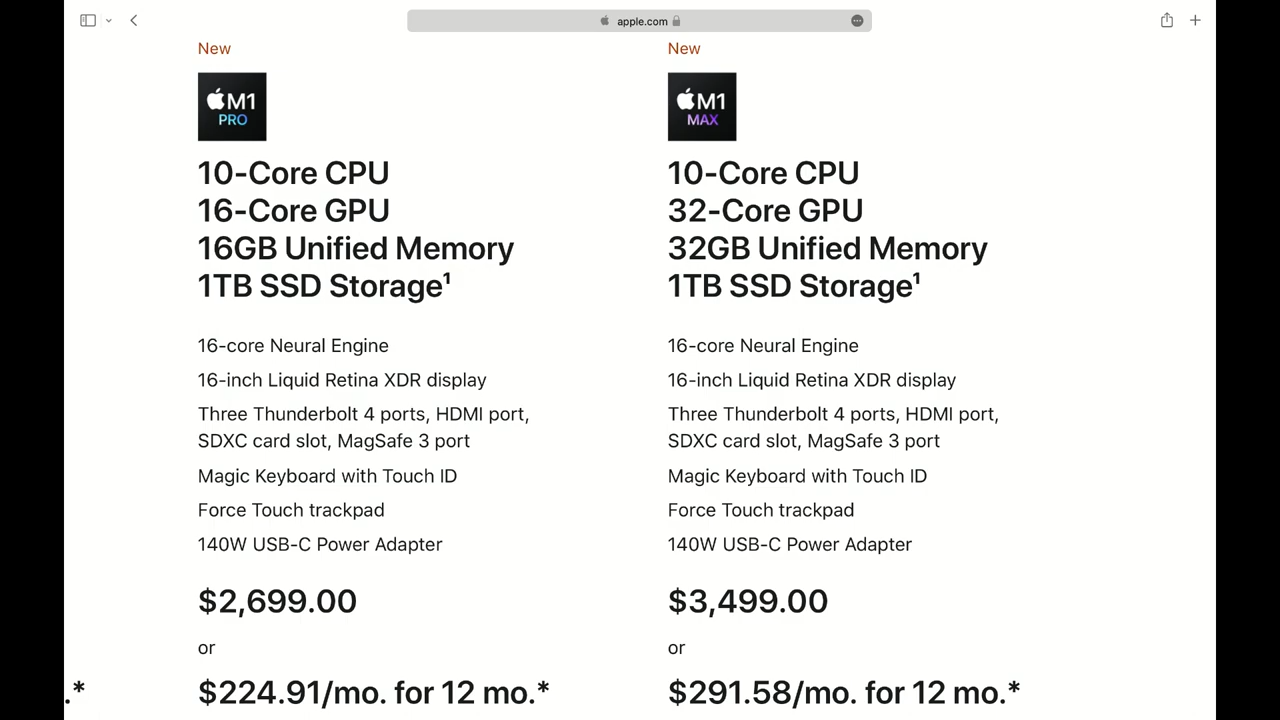 apple.com
New
M1
PRO
10-Core CPU
16-Core GPU
16GB Unified Memory
1TB SSD Storage¹
16-core Neural Engine
16-inch Liquid Retina XDR display
Three Thunderbolt 4 ports, HDMI port,
SDXC card slot, MagSafe 3 port
Magic Keyboard with Touch ID
Force Touch trackpad
140W USB-C Power Adapter
$2,699.00
or
$224.91/mo. for 12 mo.*
New
M1
MAX
10-Core CPU
32-Core GPU
32GB Unified Memory
1TB SSD Storage¹
16-core Neural Engine
16-inch Liquid Retina XDR display
Three Thunderbolt 4 ports, HDMI port,
SDXC card slot, MagSafe 3 port
Magic Keyboard with Touch ID
Force Touch trackpad
140W USB-C Power Adapter
$3,499.00
or
$291.58/mo. for 12 mo.*
.*